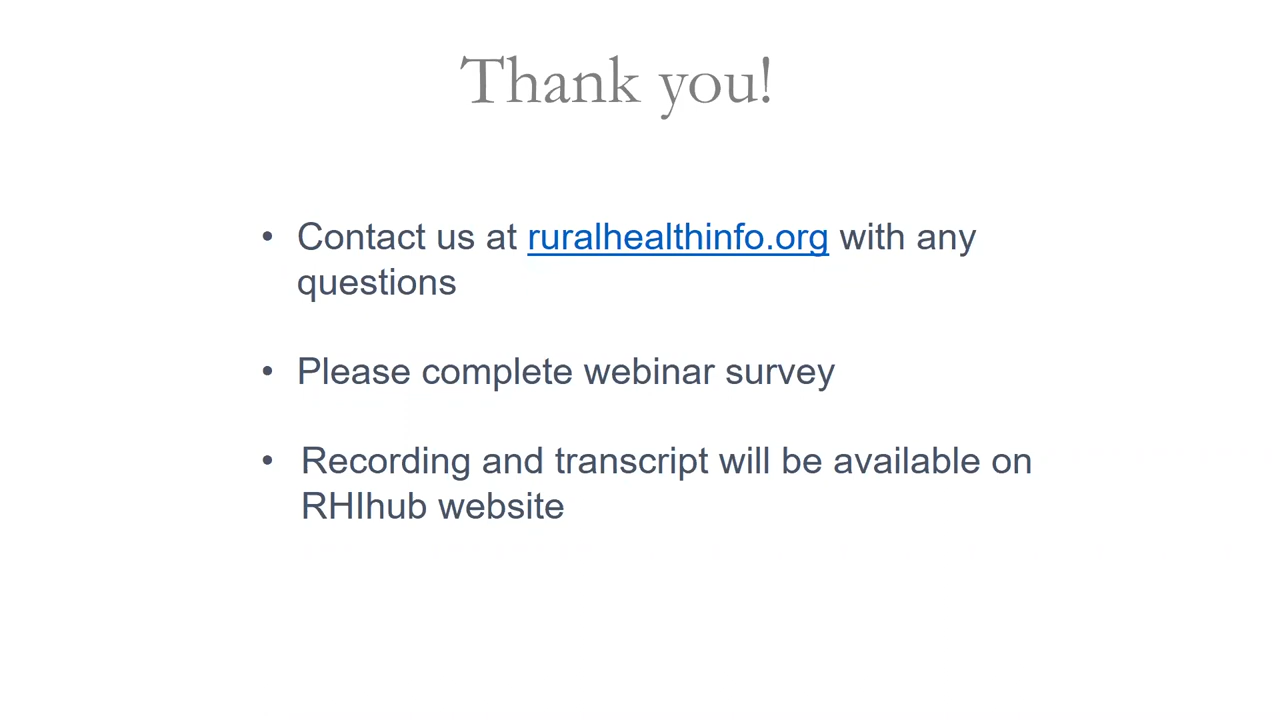 Thank you!
• Contact us at ruralhealthinfo.org with any
questions
• Please complete webinar survey
• Recording and transcript will be available on
RHIhub website